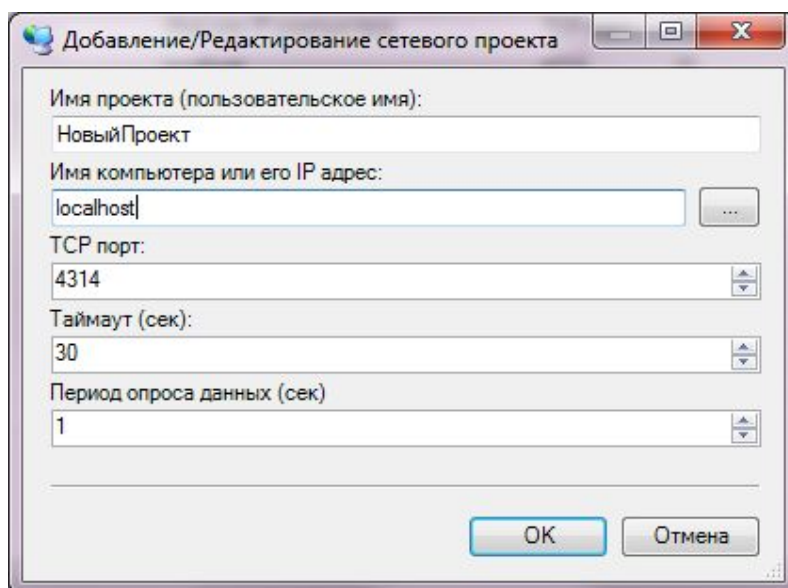 Добавление/Редактирование сетевого проекта
Имя проекта (пользовательское имя):
НовыйПроект
Имя компьютера или его IP адрес:
localhost
...
TCP порт:
4314
Таймаут (сек):
30
Период опроса данных (сек)
1
OK
Отмена